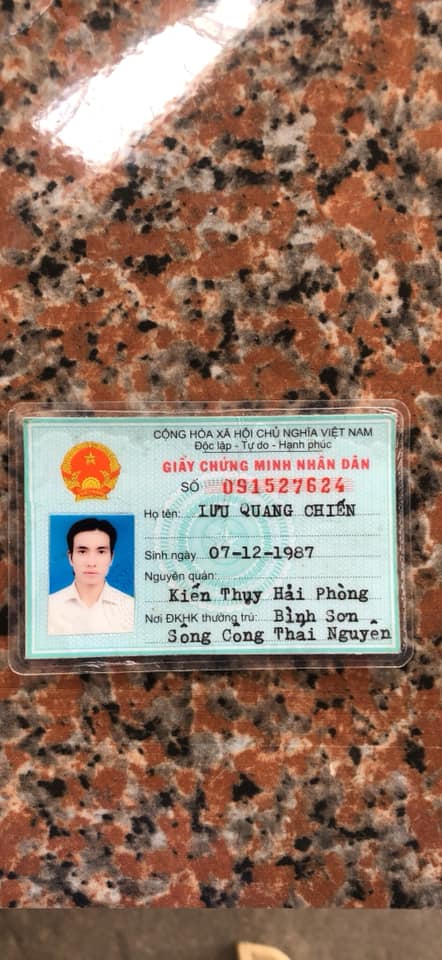 CỘNG HÒA XÃ HỘI CHỦ NGHĨA VIỆT NAM
Độc lập - Tự do - Hạnh phúc
GIẤY CHỨNG MINH NHÂN DÂN
SỐ 091527624
Họ tên: LƯU QUANG CHIẾN
Sinh ngày 07-12-1987
Nguyên quán:
Kiến Thụy Hải Phòng
Nơi ĐKHK thường trú: Bình Sơn
Sông Công Thái Nguyên